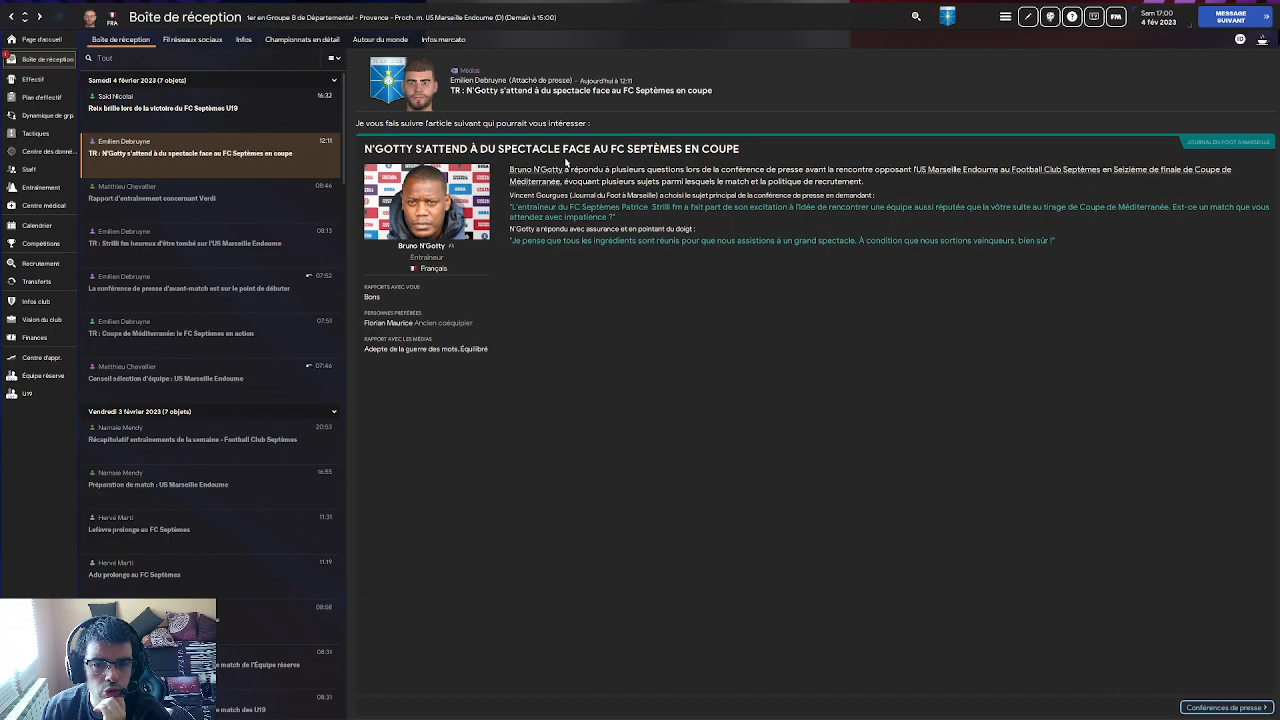 FRA
Boîte de réception
1er en Groupe B de Départemental - Provence - Proch. m. US Marseille Endoume (D) (Demain à 15:00)
FM
Sam 17:00
4 fév 2023
MESSAGE SUIVANT
Page d'accueil
Boîte de réception
Effectif
Plan d'effectif
Dynamique de grp.
Tactiques
Centre des donné...
Staff
Entraînement
Centre médical
Calendrier
Compétitions
Recrutement
Transferts
Infos club
Vision du club
Finances
Centre d'appr.
Équipe réserve
U19
Boîte de réception
Fil réseaux sociaux
Infos
Championnats en détail
Autour du monde
Infos mercato
Tout
Samedi 4 février 2023 (7 objets)
Saïd Nicolai 16:32
Reix brille lors de la victoire du FC Septèmes U19
Emilien Debruyne 12:11
TR : N'Gotty s'attend à du spectacle face au FC Septèmes en coupe
Matthieu Chevallier 08:46
Rapport d'entraînement concernant Verdi
Emilien Debruyne 08:13
TR : Strilli fm heureux d'être tombé sur l'US Marseille Endoume
Emilien Debruyne 07:52
La conférence de presse d'avant-match est sur le point de débuter
Emilien Debruyne 07:51
TR : Coupe de Méditerranée: le FC Septèmes en action
Matthieu Chevallier 07:46
Conseil sélection d'équipe : US Marseille Endoume
Vendredi 3 février 2023 (7 objets)
Namaie Mendy 20:53
Récapitulatif entraînements de la semaine - Football Club Septèmes
Namaie Mendy 16:55
Préparation de match : US Marseille Endoume
Hervé Marti 11:31
Lefèvre prolonge au FC Septèmes
Hervé Marti 11:19
Adu prolonge au FC Septèmes
08:58
08:31
e match de l'Équipe réserve
08:31
e match des U19
Médias
Emilien Debruyne (Attaché de presse) - Aujourd'hui à 12:11
TR : N'Gotty s'attend à du spectacle face au FC Septèmes en coupe
Je vous fais suivre l'article suivant qui pourrait vous intéresser :
N'GOTTY S'ATTEND À DU SPECTACLE FACE AU FC SEPTÈMES EN COUPE
JOURNAL DU FOOT À MARSEILLE
Bruno N'Gotty
Entraîneur
Français
RAPPORTS AVEC VOUS
Bons
PERSONNES PRÉFÉRÉES
Florian Maurice Ancien coéquipier
RAPPORT AVEC LES MÉDIAS
Adepte de la guerre des mots, Équilibré
Bruno N'Gotty a répondu à plusieurs questions lors de la conférence de presse avant la rencontre opposant US Marseille Endoume au Football Club Septèmes en Septième tour de Coupe de
Méditerranée, évoquant plusieurs sujets parmi lesquels le match et la politique de recrutement.
Vincent Gourgues (Journal du Foot à Marseille) a choisi le sujet principal de la conférence de presse en demandant :
"L'entraîneur du FC Septèmes Patrice. Strilli fm a fait part de son excitation à l'idée de rencontrer une équipe aussi réputée que la vôtre suite au tirage de Coupe de Méditerranée. Est-ce un match que vous
attendez avec impatience ?"
N'Gotty a répondu avec assurance et en pointant du doigt :
"Je pense que tous les ingrédients sont réunis pour que nous assistions à un grand spectacle. À condition que nous sortions vainqueurs, bien sûr !"
Conférences de presse